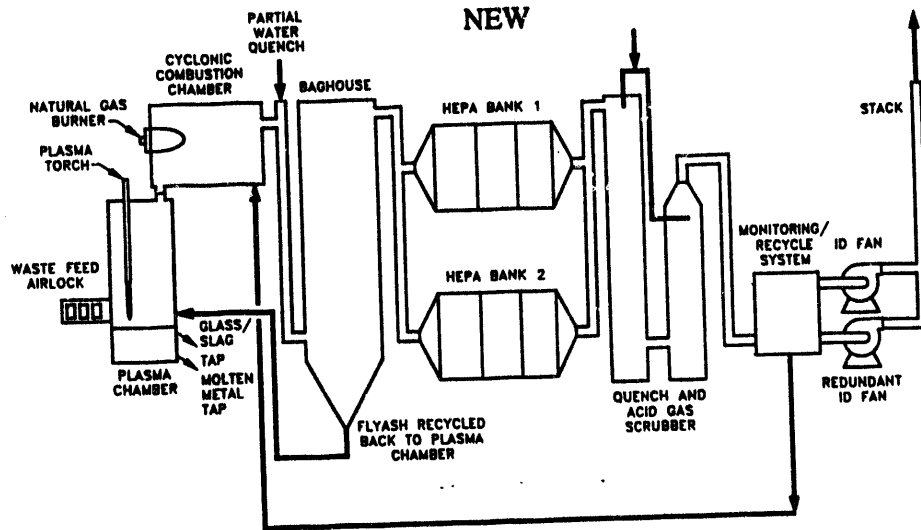 NEW
PARTIAL
WATER
QUENCH
CYCLONIC
COMBUSTION
CHAMBER
BAGHOUSE
NATURAL GAS
BURNER
HEPA BANK 1
STACK
PLASMA
TORCH
MONITORING/
RECYCLE
SYSTEM
ID FAN
WASTE FEED
AIRLOCK
HEPA BANK 2
GLASS/
SLAG
TAP
MOLTEN
METAL
TAP
PLASMA
CHAMBER
REDUNDANT
ID FAN
QUENCH AND
ACID GAS
SCRUBBER
FLYASH RECYCLED
BACK TO PLASMA
CHAMBER